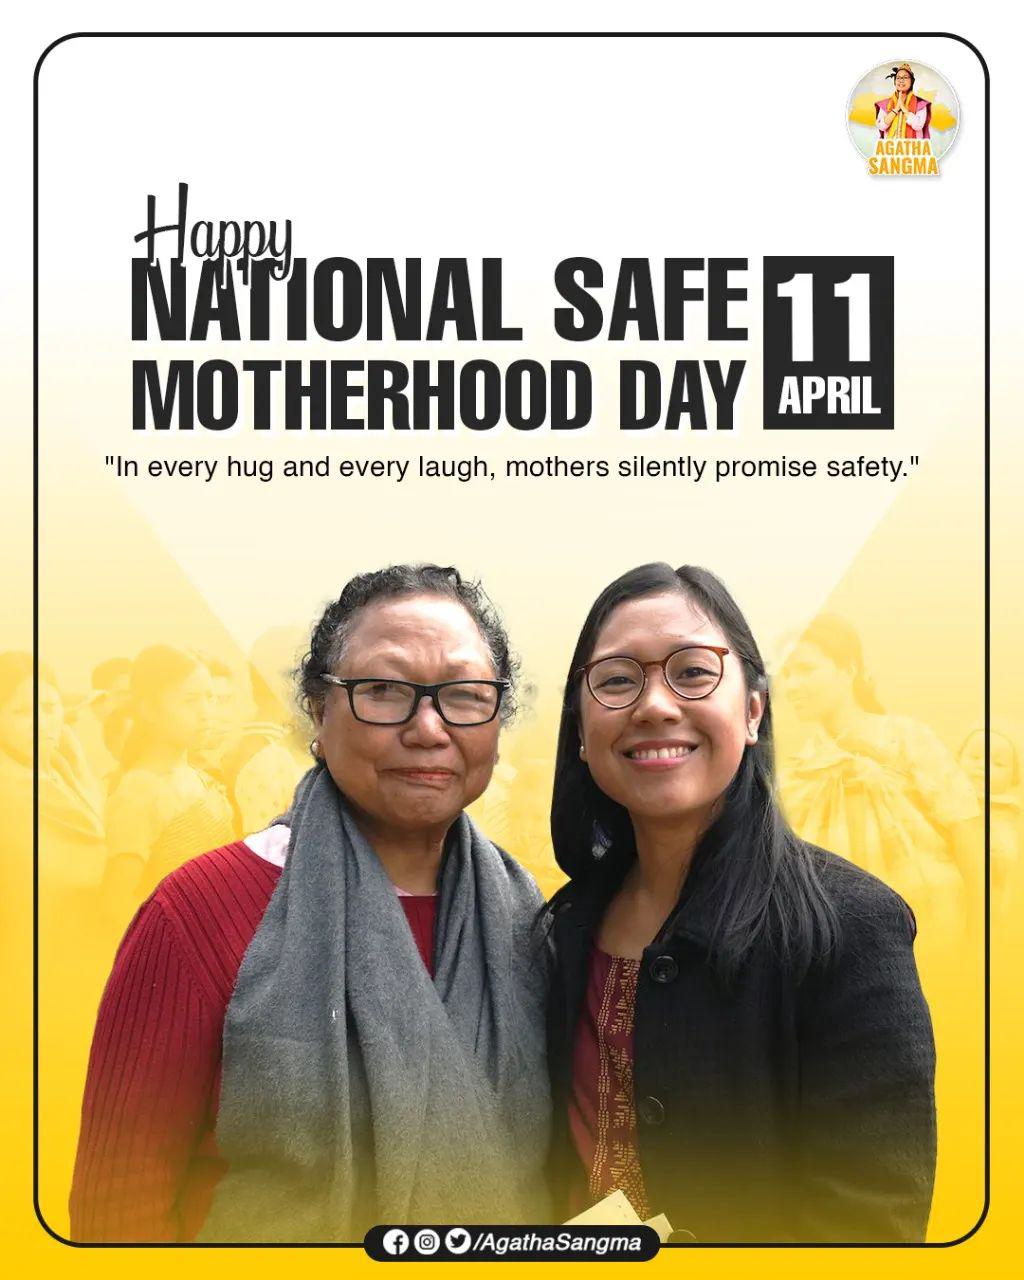 AGATHA
SANGMA
Happy
NATIONAL SAFE
MOTHERHOOD DAY
11
APRIL
"In every hug and every laugh, mothers silently promise safety."
/AgathaSangma